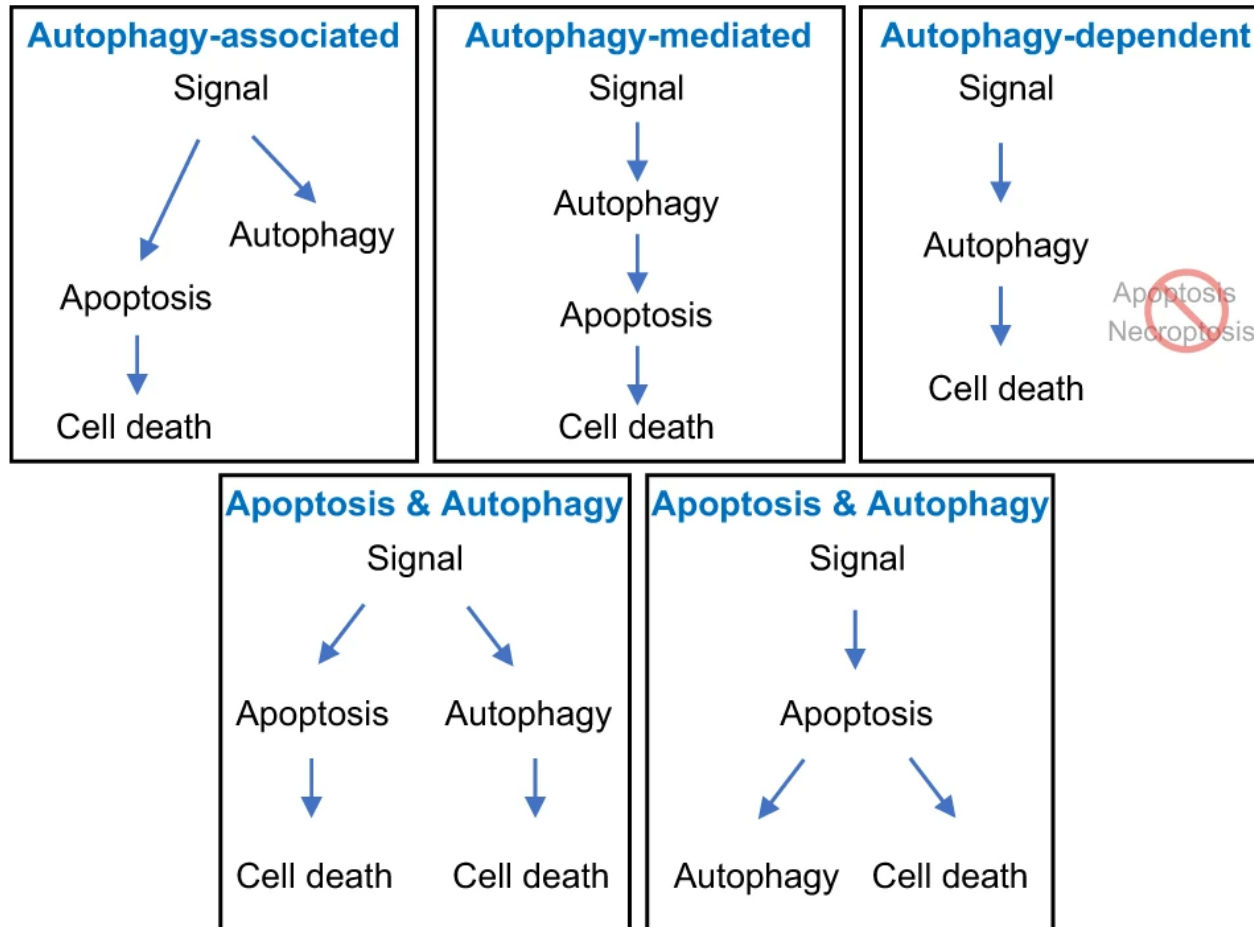 Autophagy-associated
Signal
Autophagy
Apoptosis
Cell death
Autophagy-mediated
Signal
Autophagy
Apoptosis
Cell death
Autophagy-dependent
Signal
Autophagy
Apoptosis
Necroptosis
Cell death
Apoptosis & Autophagy
Signal
Apoptosis
Autophagy
Cell death
Cell death
Apoptosis & Autophagy
Signal
Apoptosis
Autophagy
Cell death